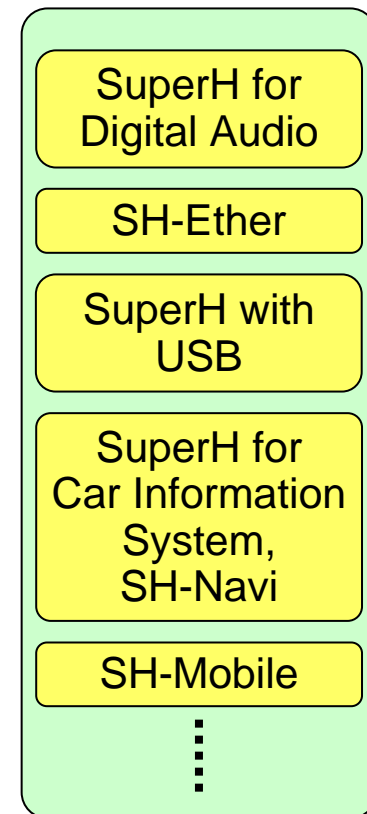 SuperH for
Digital Audio
SH-Ether
SuperH with
USB
SuperH for
Car Information
System,
SH-Navi
SH-Mobile